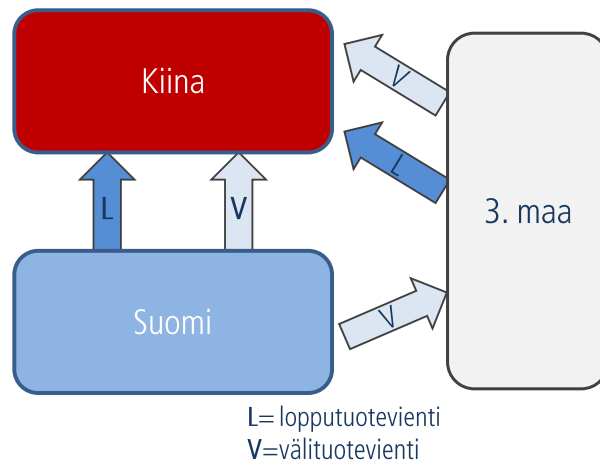 Kiina
V
L
L
V
3. maa
Suomi
V
L= lopputuotevienti
V=välituotevienti